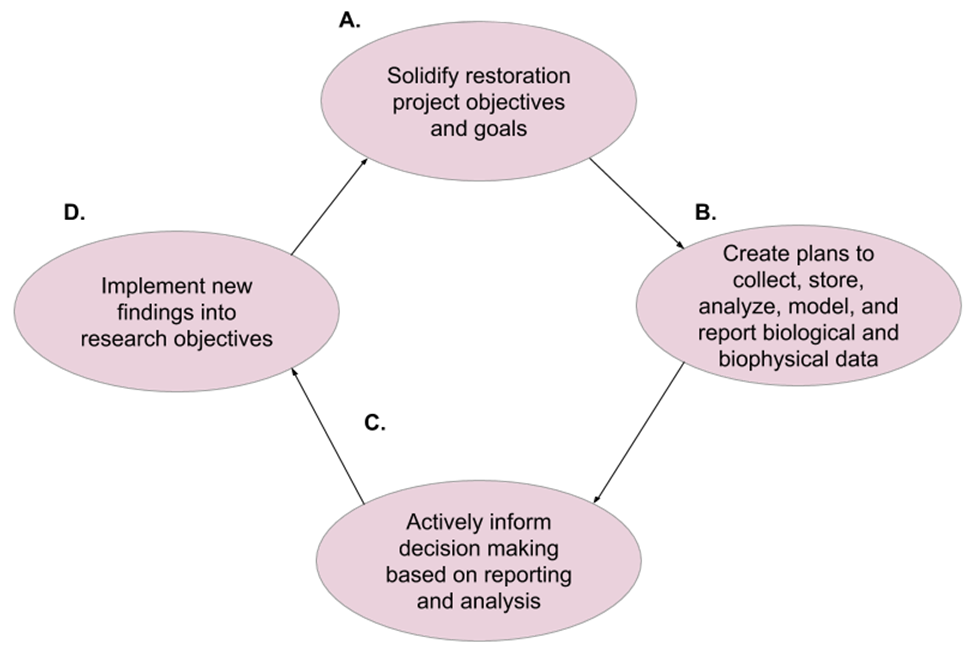 A.
Solidify restoration
project objectives
and goals
B.
Create plans to
collect, store,
analyze, model, and
report biological and
biophysical data
C.
Actively inform
decision making
based on reporting
and analysis
D.
Implement new
findings into
research objectives